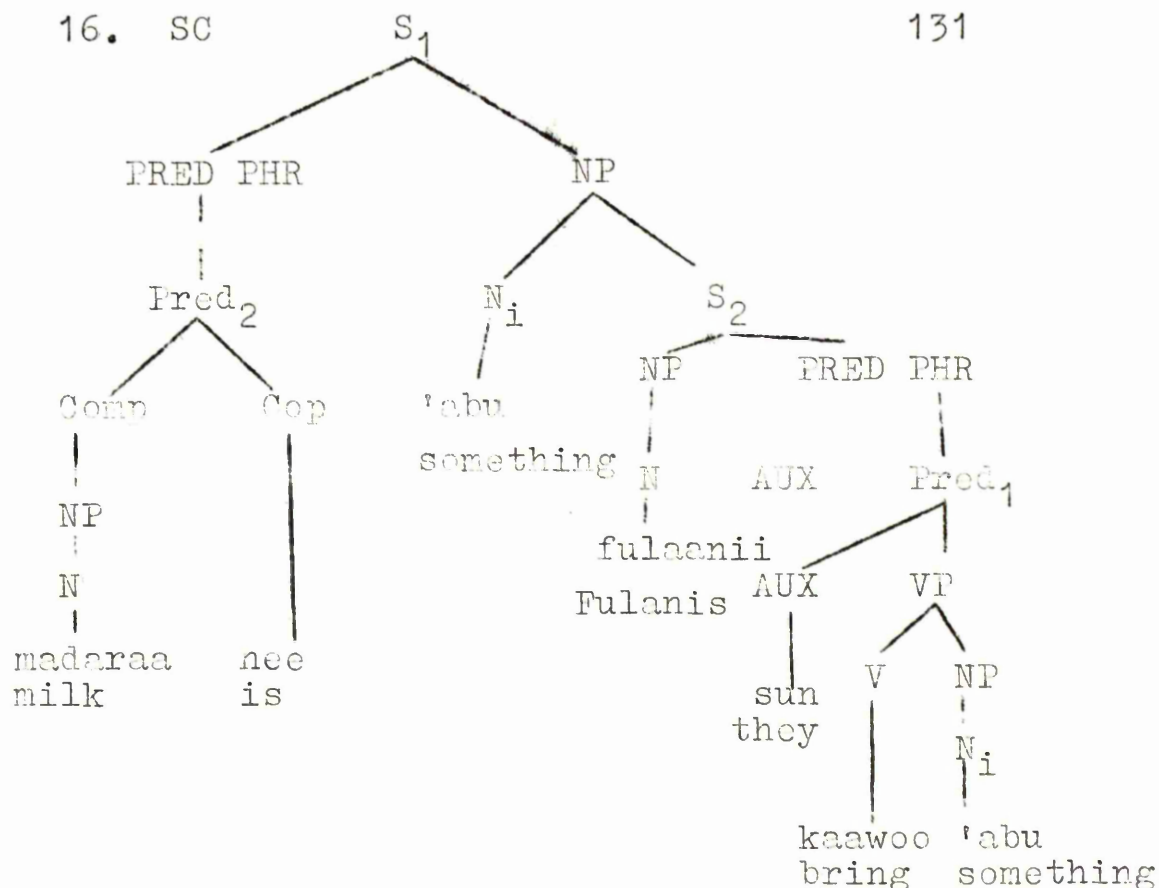 16. SC S₁ 131
PRED PHR NP
Pred₂ Nᵢ S₂
NP PRED PHR
Comp Cop 'abu
something
N AUX Pred₁
NP
fulaanii
N AUX VP
Fulanis
madaraa nee V NP
milk is
sun
they
Nᵢ
kaawoo 'abu
bring something